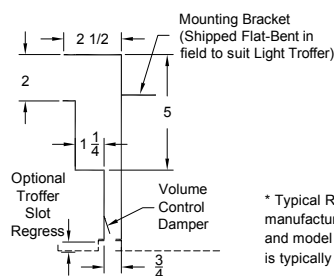 Mounting Bracket
(Shipped Flat-Bent in
field to suit Light Troffer)
2 1/2
2
5
1 1/4
Optional
Troffer
Slot
Regress
Volume
Control
Damper
3/4
* Typical R
manufactur
and model
is typically